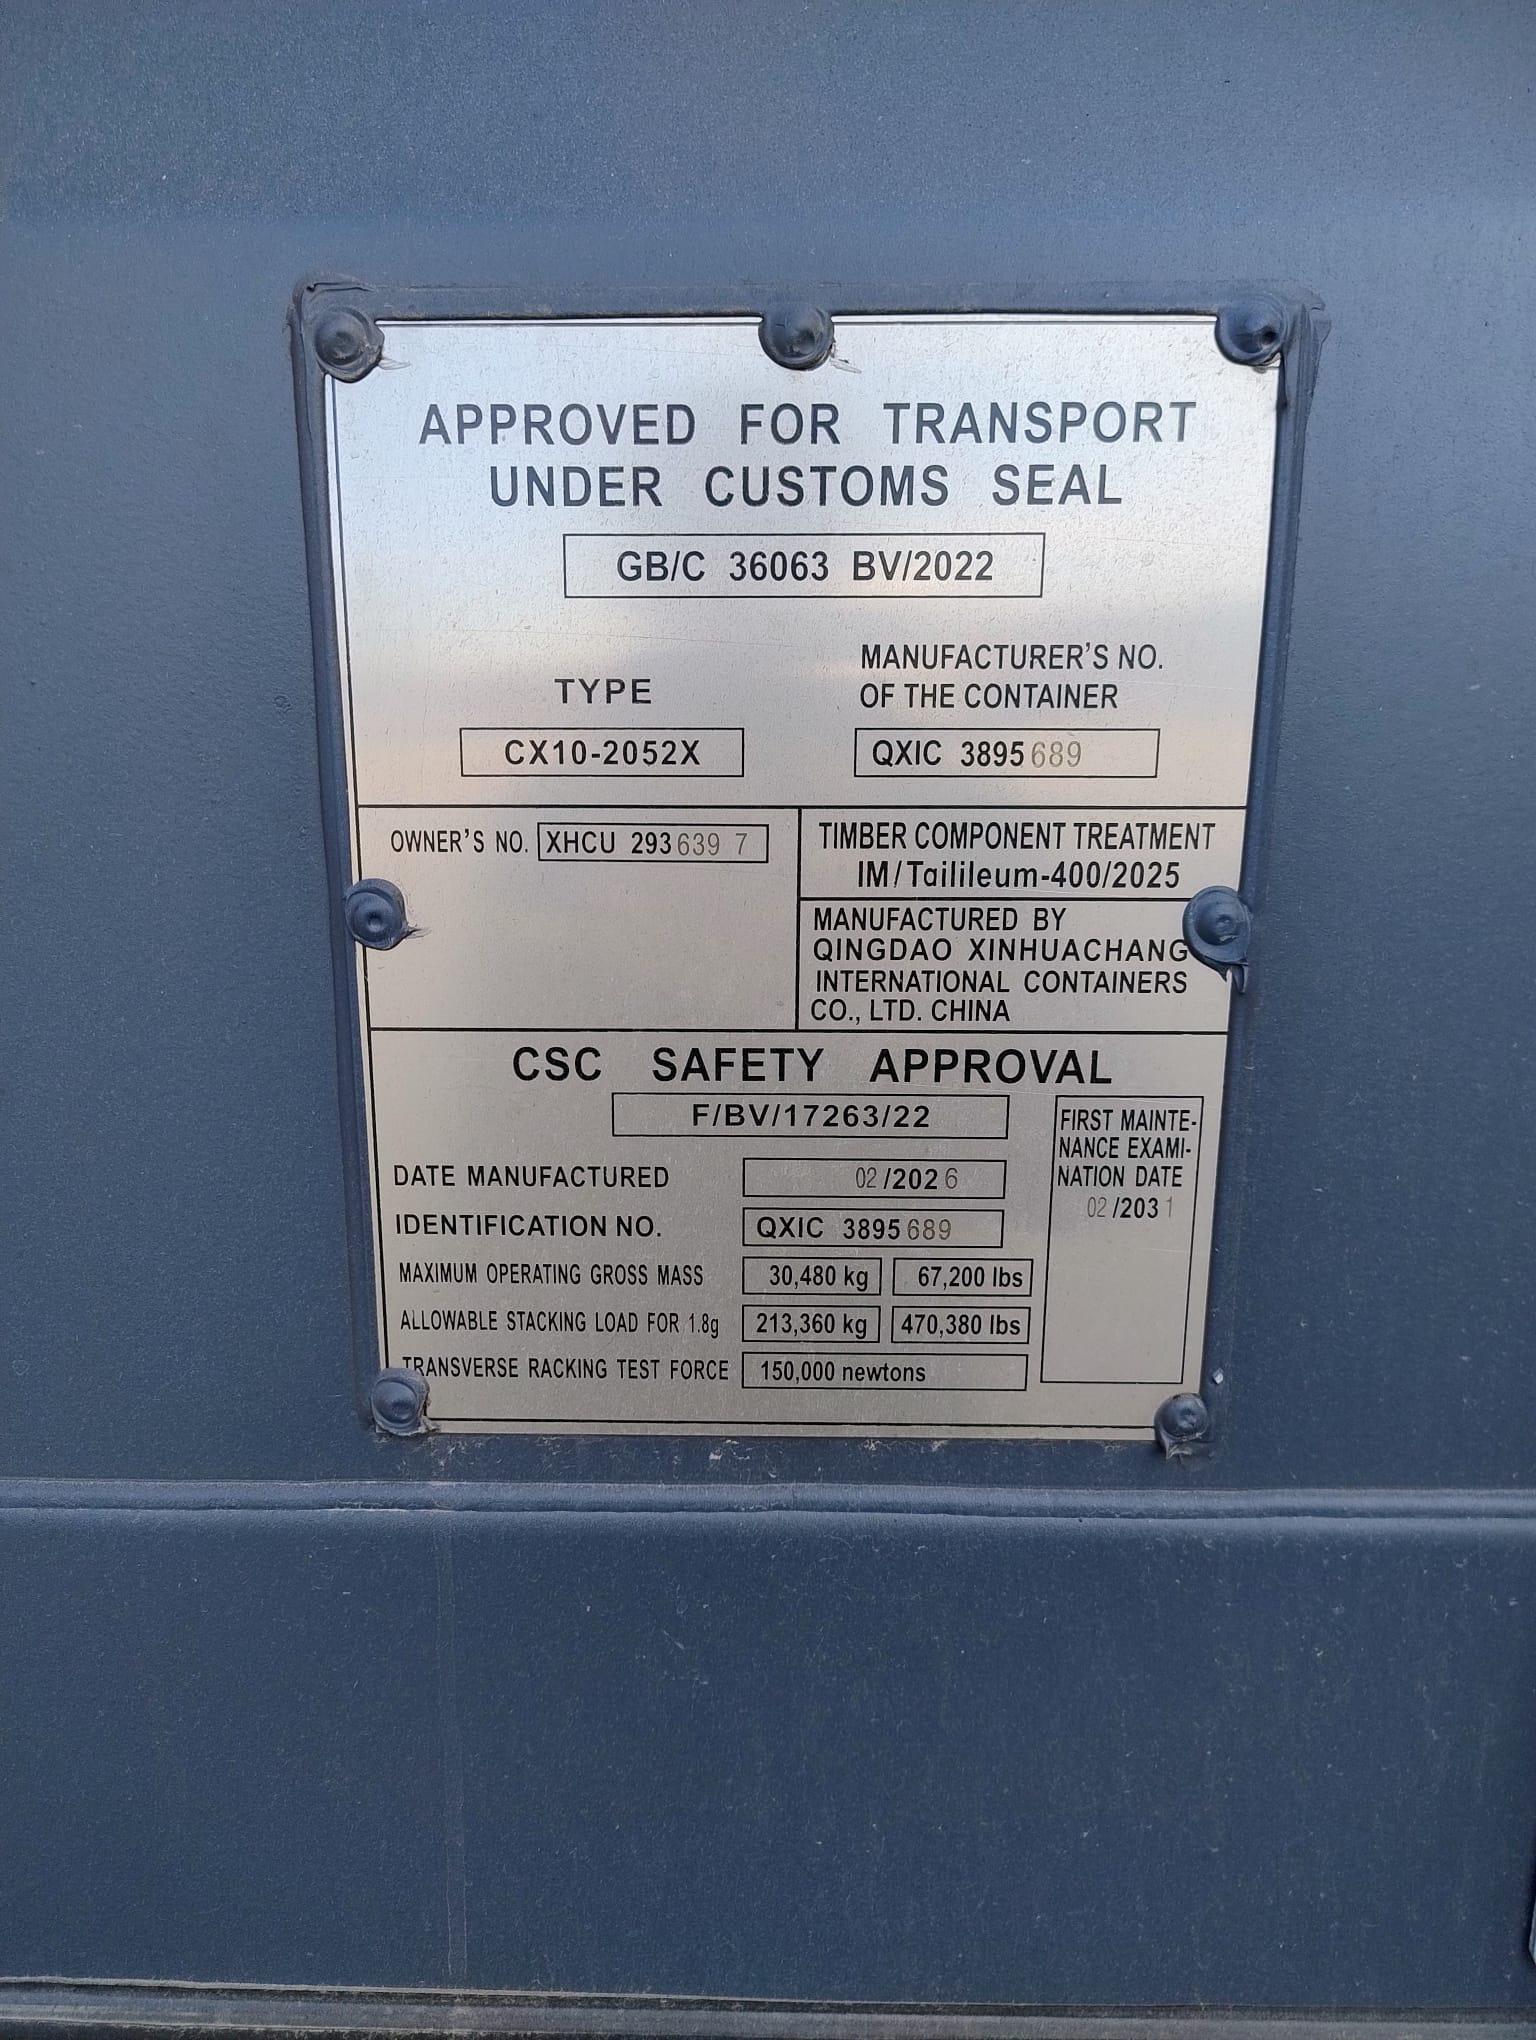 APPROVED FOR TRANSPORT
UNDER CUSTOMS SEAL
GB/C 36063 BV/2022
TYPE
CX10-2052X
MANUFACTURER'S NO.
OF THE CONTAINER
QXIC 3895689
OWNER'S NO. XHCU 293639 7
TIMBER COMPONENT TREATMENT
IM/Tailileum-400/2025
MANUFACTURED BY
QINGDAO XINHUACHANG
INTERNATIONAL CONTAINERS
CO., LTD. CHINA
CSC SAFETY APPROVAL
F/BV/17263/22
DATE MANUFACTURED 02/2026
IDENTIFICATION NO. QXIC 3895689
MAXIMUM OPERATING GROSS MASS 30,480 kg 67,200 lbs
ALLOWABLE STACKING LOAD FOR 1.8g 213,360 kg 470,380 lbs
TRANSVERSE RACKING TEST FORCE 150,000 newtons
FIRST MAINTE-
NANCE EXAMI-
NATION DATE
02/2031